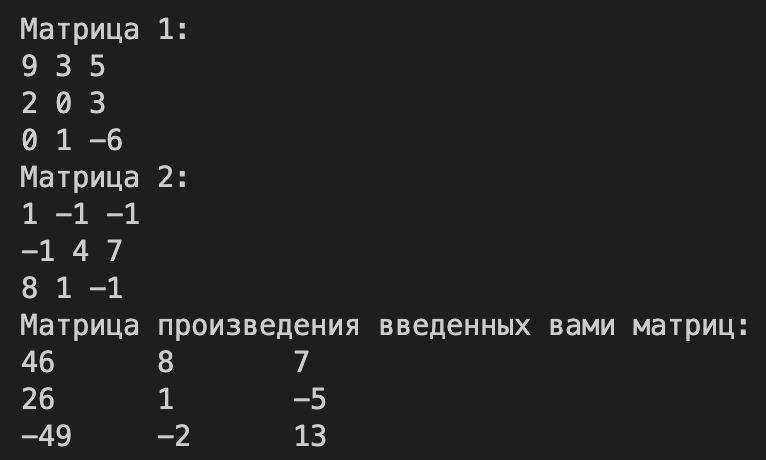 Матрица 1:
9 3 5
2 0 3
0 1 -6
Матрица 2:
1 -1 -1
-1 4 7
8 1 -1
Матрица произведения введенных вами матриц:
46 8 7
26 1 -5
-49 -2 13